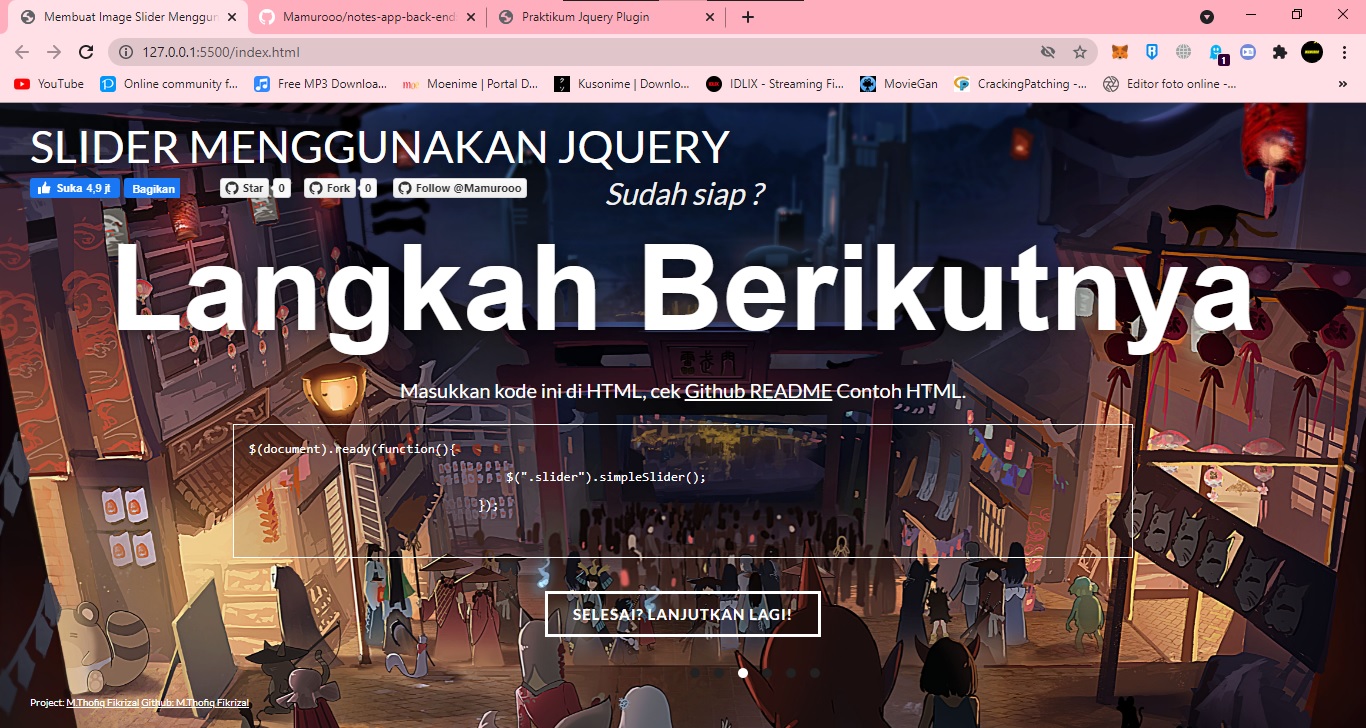 Membuat Image Slider Menggun
Mamurooo/notes-app-back-end
Praktikum Jquery Plugin
127.0.0.1:5500/index.html
1
YouTube
Online community f...
Free MP3 Downloa...
Moenime | Portal D...
Kusonime | Downlo...
IDLIX - Streaming Fi...
MovieGan
CrackingPatching -...
Editor foto online -...
SLIDER MENGGUNAKAN JQUERY
Suka 4,9 jt
Bagikan
Star 0
Fork 0
Follow @Mamurooo
Sudah siap ?
Langkah Berikutnya
Masukkan kode ini di HTML, cek Github README Contoh HTML.
$(document).ready(function(){
$(".slider").simpleSlider();
});
SELESAI? LANJUTKAN LAGI!
Project: M.Thofiq Fikrizal Github: M.Thofiq Fikrizal